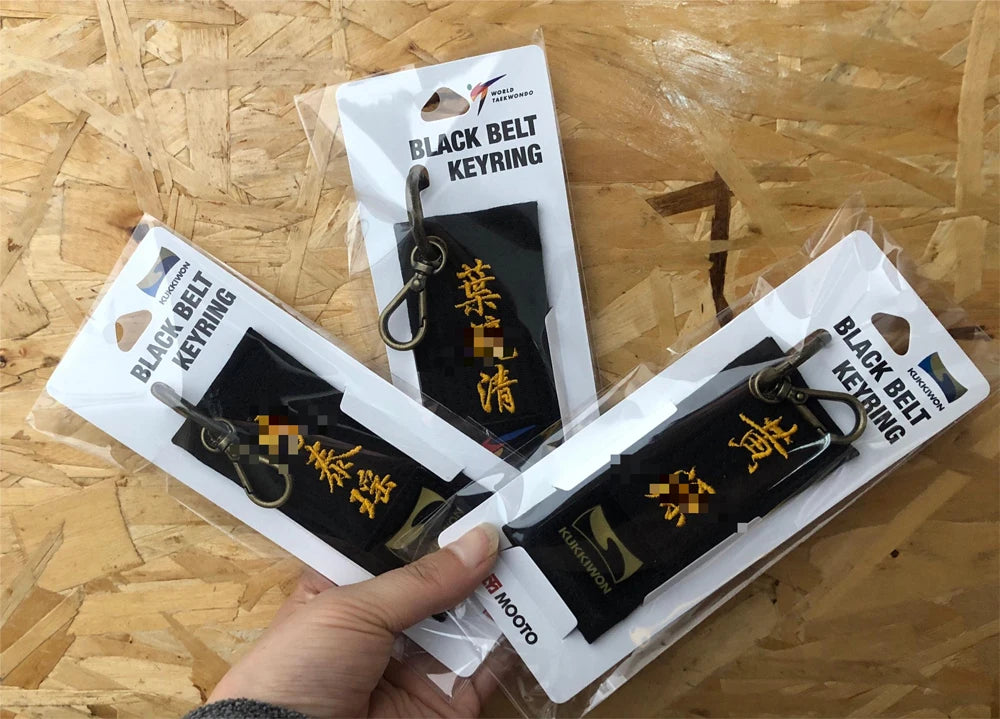 WORLD
TAEKWONDO
BLACK BELT
KEYRING
葉
清
KUKKIWON
BLACK BELT
KEYRING
泰瑶
KUKKIWON
BLACK BELT
KEYRING
黄
KUKKIWON
MOOTO